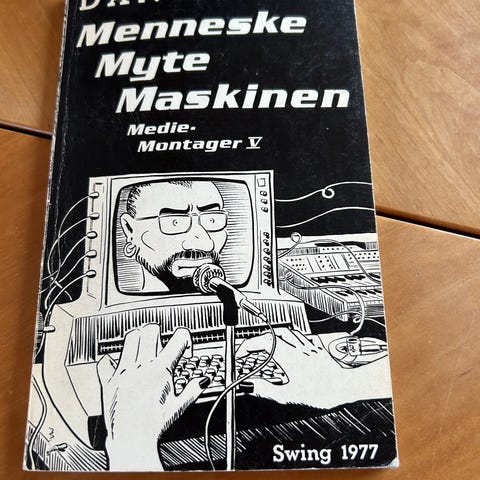 Menneske
Myte
Maskinen
Medie-
Montager V
Swing 1977